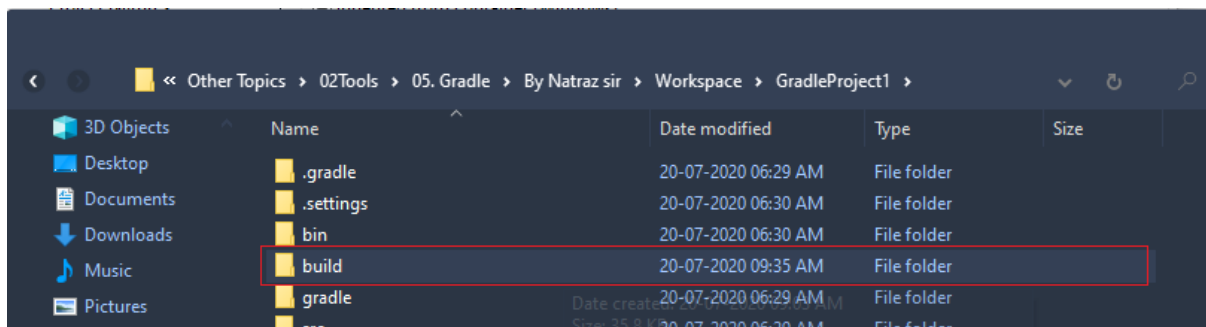 « Other Topics > 02Tools > 05. Gradle > By Natraz sir > Workspace > GradleProject1 >
3D Objects
Name Date modified Type Size
Desktop
.gradle 20-07-2020 06:29 AM File folder
Documents
.settings 20-07-2020 06:30 AM File folder
Downloads
bin 20-07-2020 06:30 AM File folder
Music
build 20-07-2020 09:35 AM File folder
Pictures
gradle 20-07-2020 06:29 AM File folder
Date created: